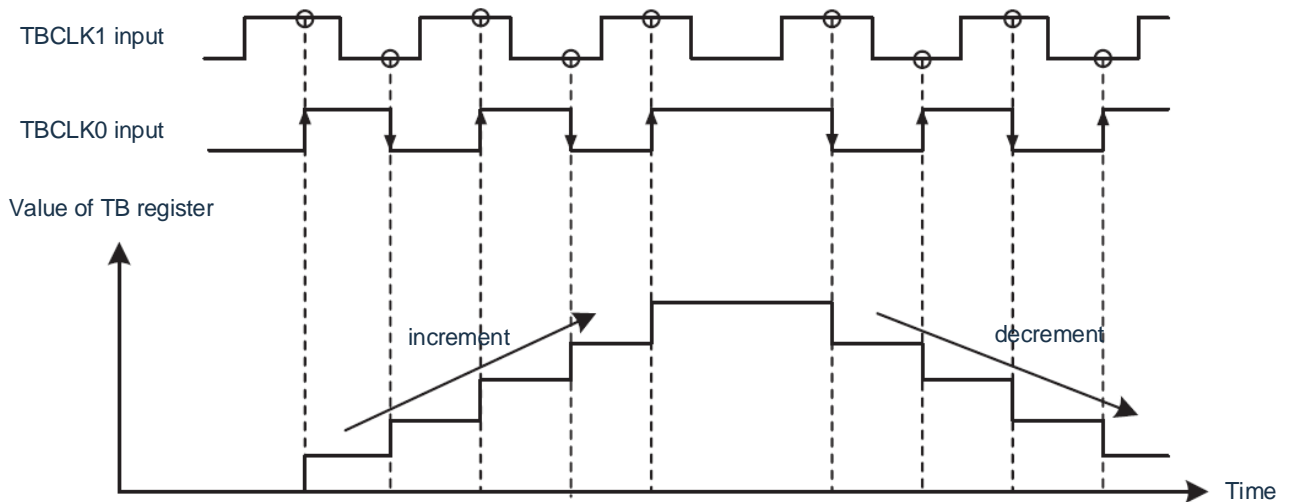 TBCLK1 input
TBCLK0 input
Value of TB register
increment
decrement
Time